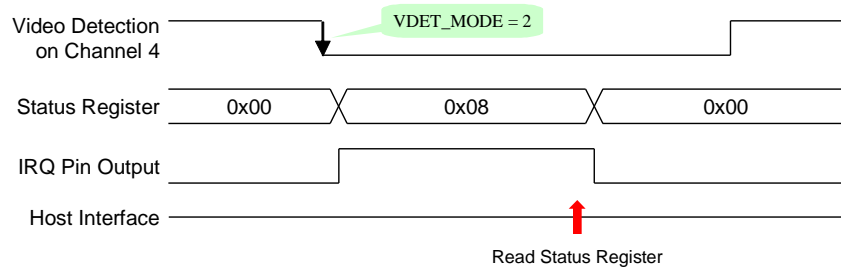 Video Detection
on Channel 4
VDET_MODE = 2
Status Register
0x00
0x08
0x00
IRQ Pin Output
Host Interface
Read Status Register